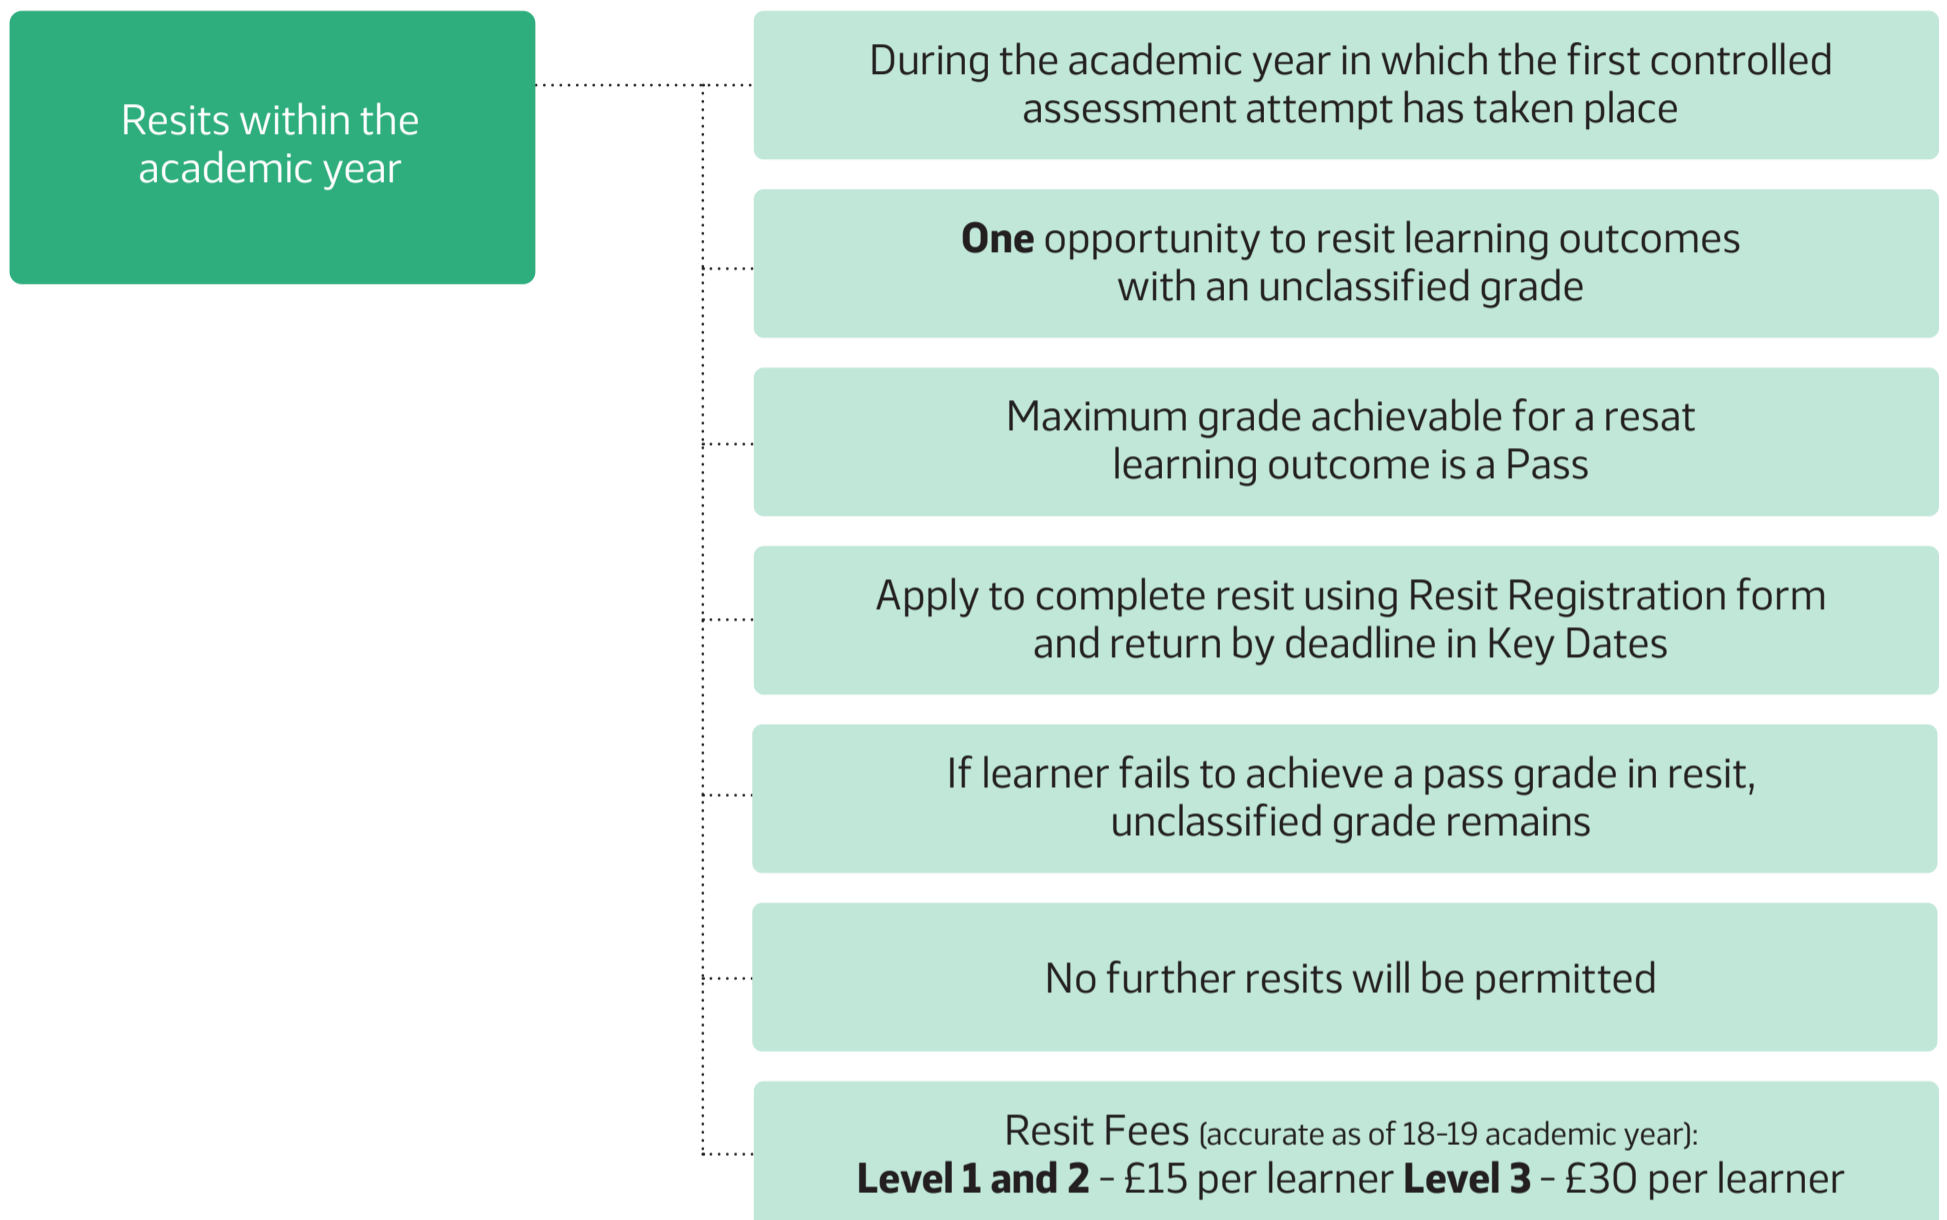 Resits within the
academic year
During the academic year in which the first controlled
assessment attempt has taken place
One opportunity to resit learning outcomes
with an unclassified grade
Maximum grade achievable for a resat
learning outcome is a Pass
Apply to complete resit using Resit Registration form
and return by deadline in Key Dates
If learner fails to achieve a pass grade in resit,
unclassified grade remains
No further resits will be permitted
Resit Fees (accurate as of 18-19 academic year):
Level 1 and 2 - £15 per learner Level 3 - £30 per learner